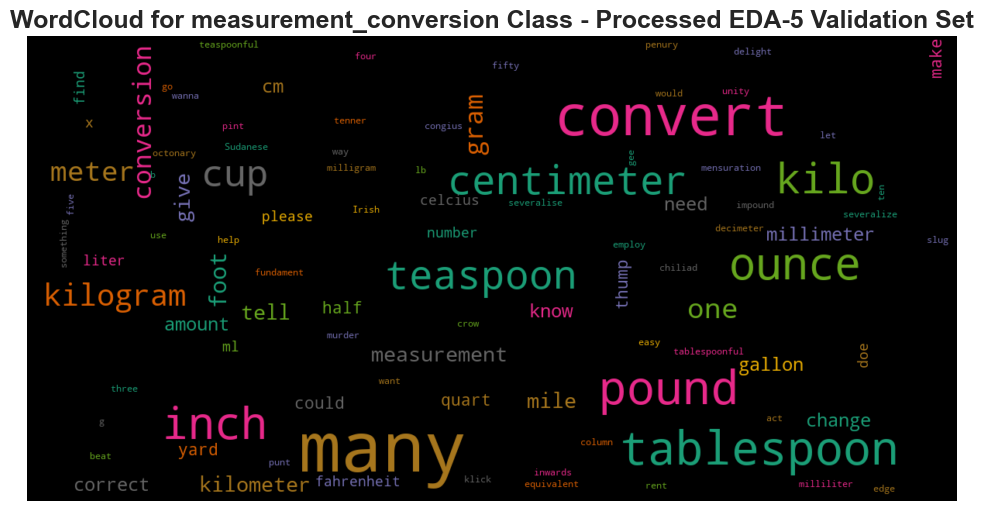 WordCloud for measurement_conversion Class - Processed EDA-5 Validation Set
teaspoonful
four
penury
delight
make
fifty
find
conversion
go
wanna
cm
gram
convert
would
unity
x
pint
tenner
congius
let
octonary
Sudanese
way
gee
meter
b
cup
milligram
lb
centimeter
mensuration
kilo
ten
give
five
please
Irish
celcius
severalise
need
impound
severalize
something
use
help
number
employ
decimeter
millimeter
slug
liter
foot
fundament
teaspoon
thump
chiliad
ounce
kilogram
tell
half
know
one
amount
murder
crow
ml
measurement
easy
tablespoonful
gallon
doe
three
want
could
quart
mile
pound
g
inch
many
act
change
yard
column
tablespoon
beat
punt
correct
kilometer
fahrenheit
klick
inwards
equivalent
rent
milliliter
edge